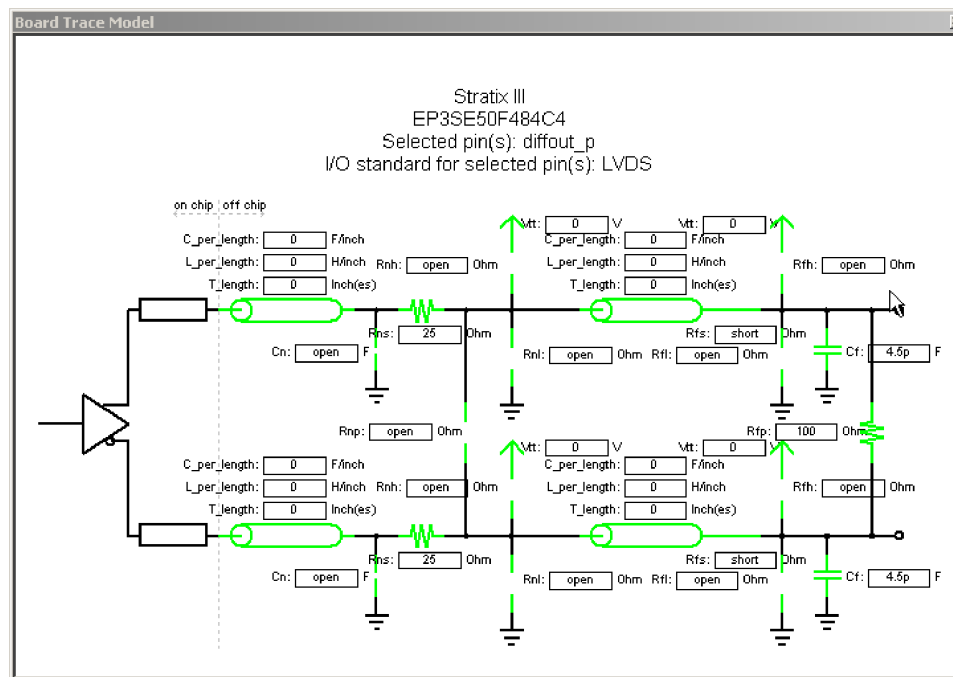 Board Trace Model
Stratix III
EP3SE50F484C4
Selected pin(s): diffout_p
I/O standard for selected pin(s): LVDS
on chip off chip
Vtt: 0 V Vtt: 0 V
C_per_length: 0 F/inch C_per_length: 0 F/inch
L_per_length: 0 H/inch Rnh: open Ohm L_per_length: 0 H/inch Rfh: open Ohm
T_length: 0 Inch(es) T_length: 0 Inch(es)
Rns: 25 Ohm Rfs: short Ohm
Cn: open F Rnl: open Ohm Rfl: open Ohm Cf: 4.5p F
Rnp: open Ohm Rfp: 100 Ohm
Vtt: 0 V Vtt: 0 V
C_per_length: 0 F/inch C_per_length: 0 F/inch
L_per_length: 0 H/inch Rnh: open Ohm L_per_length: 0 H/inch Rfh: open Ohm
T_length: 0 Inch(es) T_length: 0 Inch(es)
Rns: 25 Ohm Rfs: short Ohm
Cn: open F Rnl: open Ohm Rfl: open Ohm Cf: 4.5p F